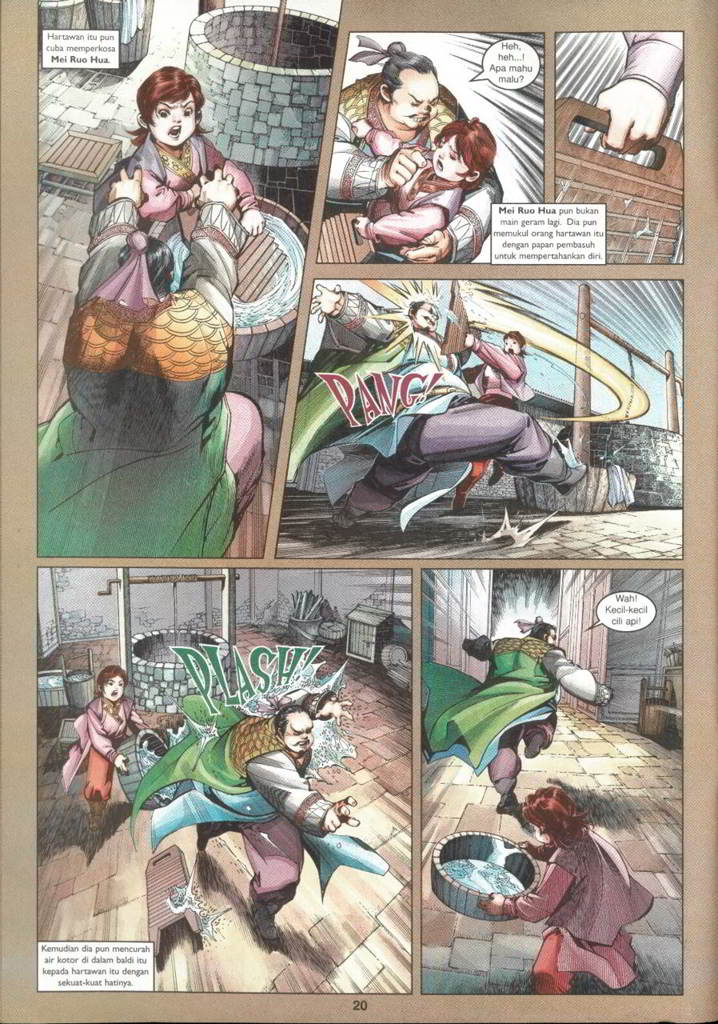 Hartawan itu pun
cuba memperkosa
Mei Ruo Hua.
Heh,
heh...!
Apa mahu
malu?
Mei Ruo Hua pun bukan
main geram lagi. Dia pun
memukul orang hartawan itu
dengan papan pembasuh
untuk mempertahankan diri.
PANG!
PLASH!
Kemudian dia pun mencurah
air kotor di dalam baldi itu
kepada hartawan itu dengan
sekuat-kuat hatinya.
Wah!
Kecil-kecil
cili api!
20